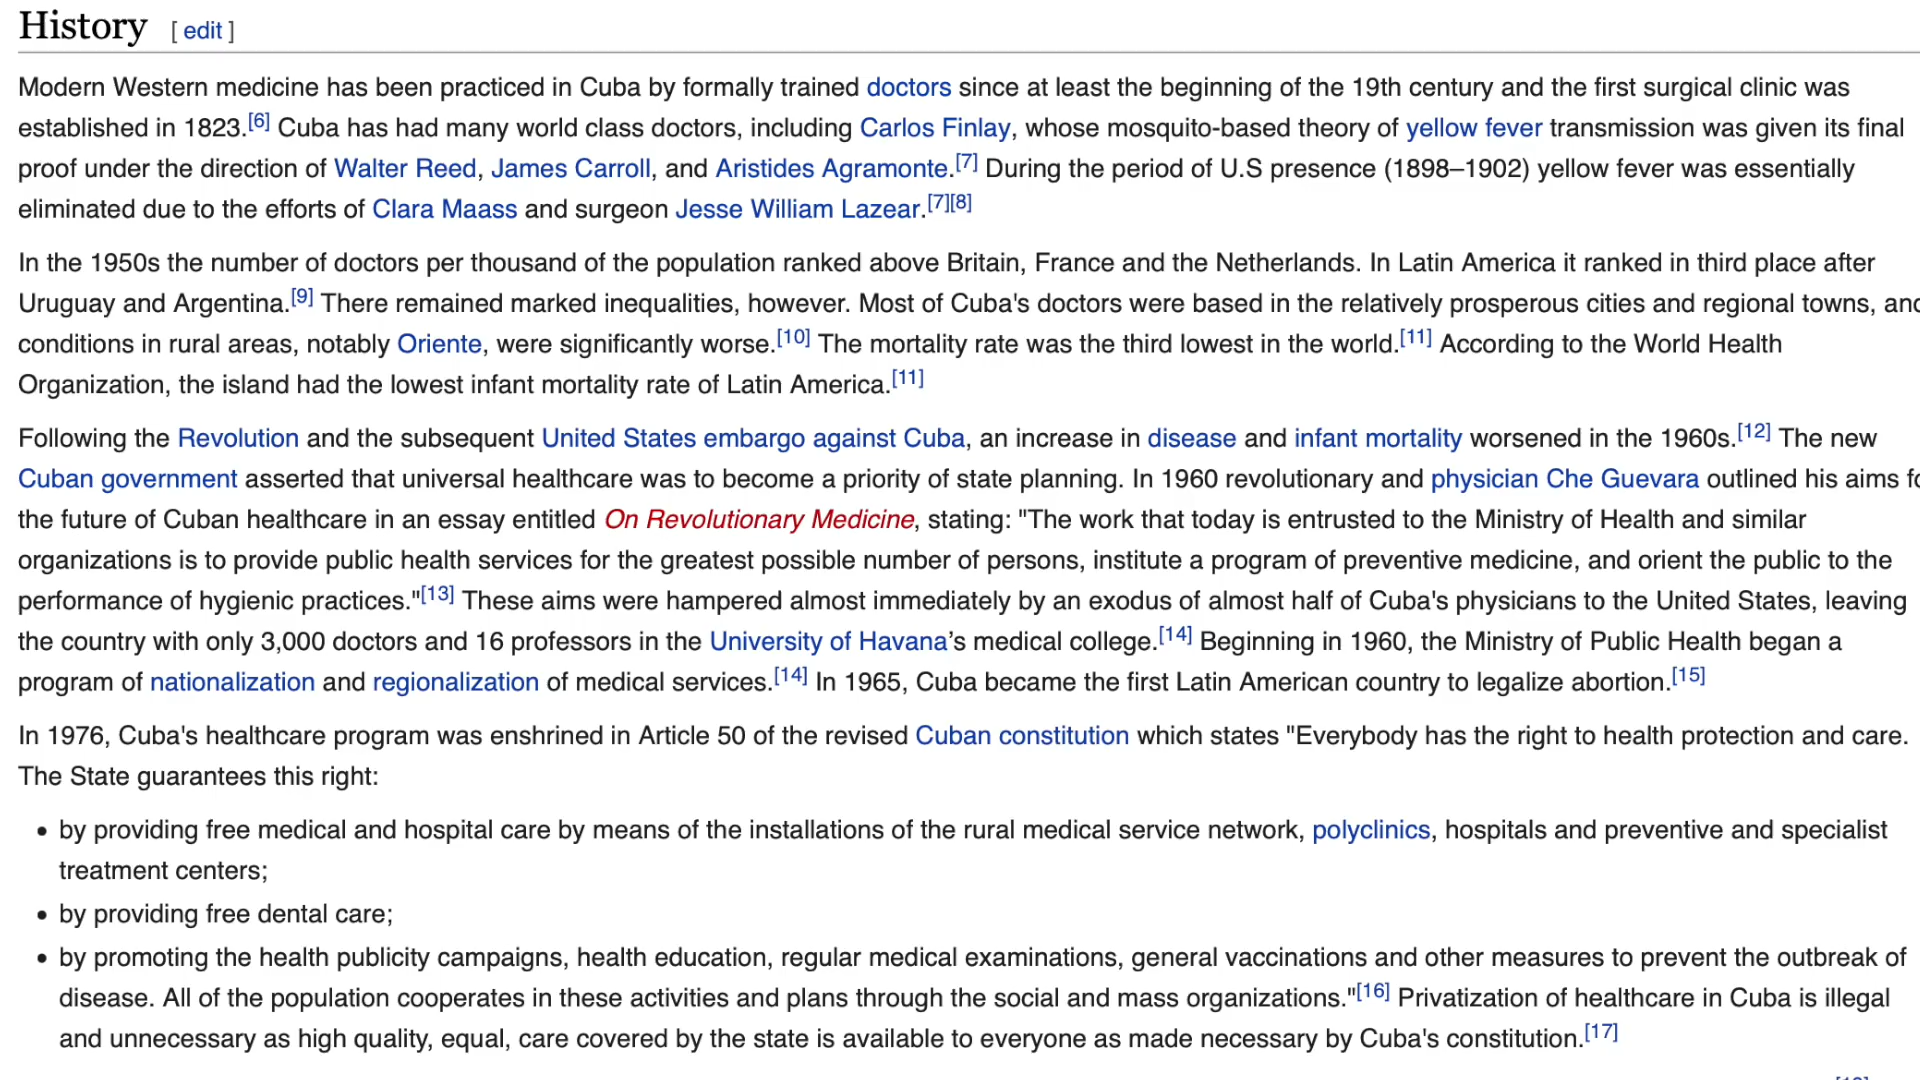 History [ edit ]
Modern Western medicine has been practiced in Cuba by formally trained doctors since at least the beginning of the 19th century and the first surgical clinic was
established in 1823.[6] Cuba has had many world class doctors, including Carlos Finlay, whose mosquito-based theory of yellow fever transmission was given its final
proof under the direction of Walter Reed, James Carroll, and Aristides Agramonte.[7] During the period of U.S presence (1898–1902) yellow fever was essentially
eliminated due to the efforts of Clara Maass and surgeon Jesse William Lazear.[7][8]
In the 1950s the number of doctors per thousand of the population ranked above Britain, France and the Netherlands. In Latin America it ranked in third place after
Uruguay and Argentina.[9] There remained marked inequalities, however. Most of Cuba's doctors were based in the relatively prosperous cities and regional towns, and
conditions in rural areas, notably Oriente, were significantly worse.[10] The mortality rate was the third lowest in the world.[11] According to the World Health
Organization, the island had the lowest infant mortality rate of Latin America.[11]
Following the Revolution and the subsequent United States embargo against Cuba, an increase in disease and infant mortality worsened in the 1960s.[12] The new
Cuban government asserted that universal healthcare was to become a priority of state planning. In 1960 revolutionary and physician Che Guevara outlined his aims fo
the future of Cuban healthcare in an essay entitled On Revolutionary Medicine, stating: "The work that today is entrusted to the Ministry of Health and similar
organizations is to provide public health services for the greatest possible number of persons, institute a program of preventive medicine, and orient the public to the
performance of hygienic practices."[13] These aims were hampered almost immediately by an exodus of almost half of Cuba's physicians to the United States, leaving
the country with only 3,000 doctors and 16 professors in the University of Havana’s medical college.[14] Beginning in 1960, the Ministry of Public Health began a
program of nationalization and regionalization of medical services.[14] In 1965, Cuba became the first Latin American country to legalize abortion.[15]
In 1976, Cuba's healthcare program was enshrined in Article 50 of the revised Cuban constitution which states "Everybody has the right to health protection and care.
The State guarantees this right:
• by providing free medical and hospital care by means of the installations of the rural medical service network, polyclinics, hospitals and preventive and specialist
treatment centers;
• by providing free dental care;
• by promoting the health publicity campaigns, health education, regular medical examinations, general vaccinations and other measures to prevent the outbreak of
disease. All of the population cooperates in these activities and plans through the social and mass organizations."[16] Privatization of healthcare in Cuba is illegal
and unnecessary as high quality, equal, care covered by the state is available to everyone as made necessary by Cuba's constitution.[17]